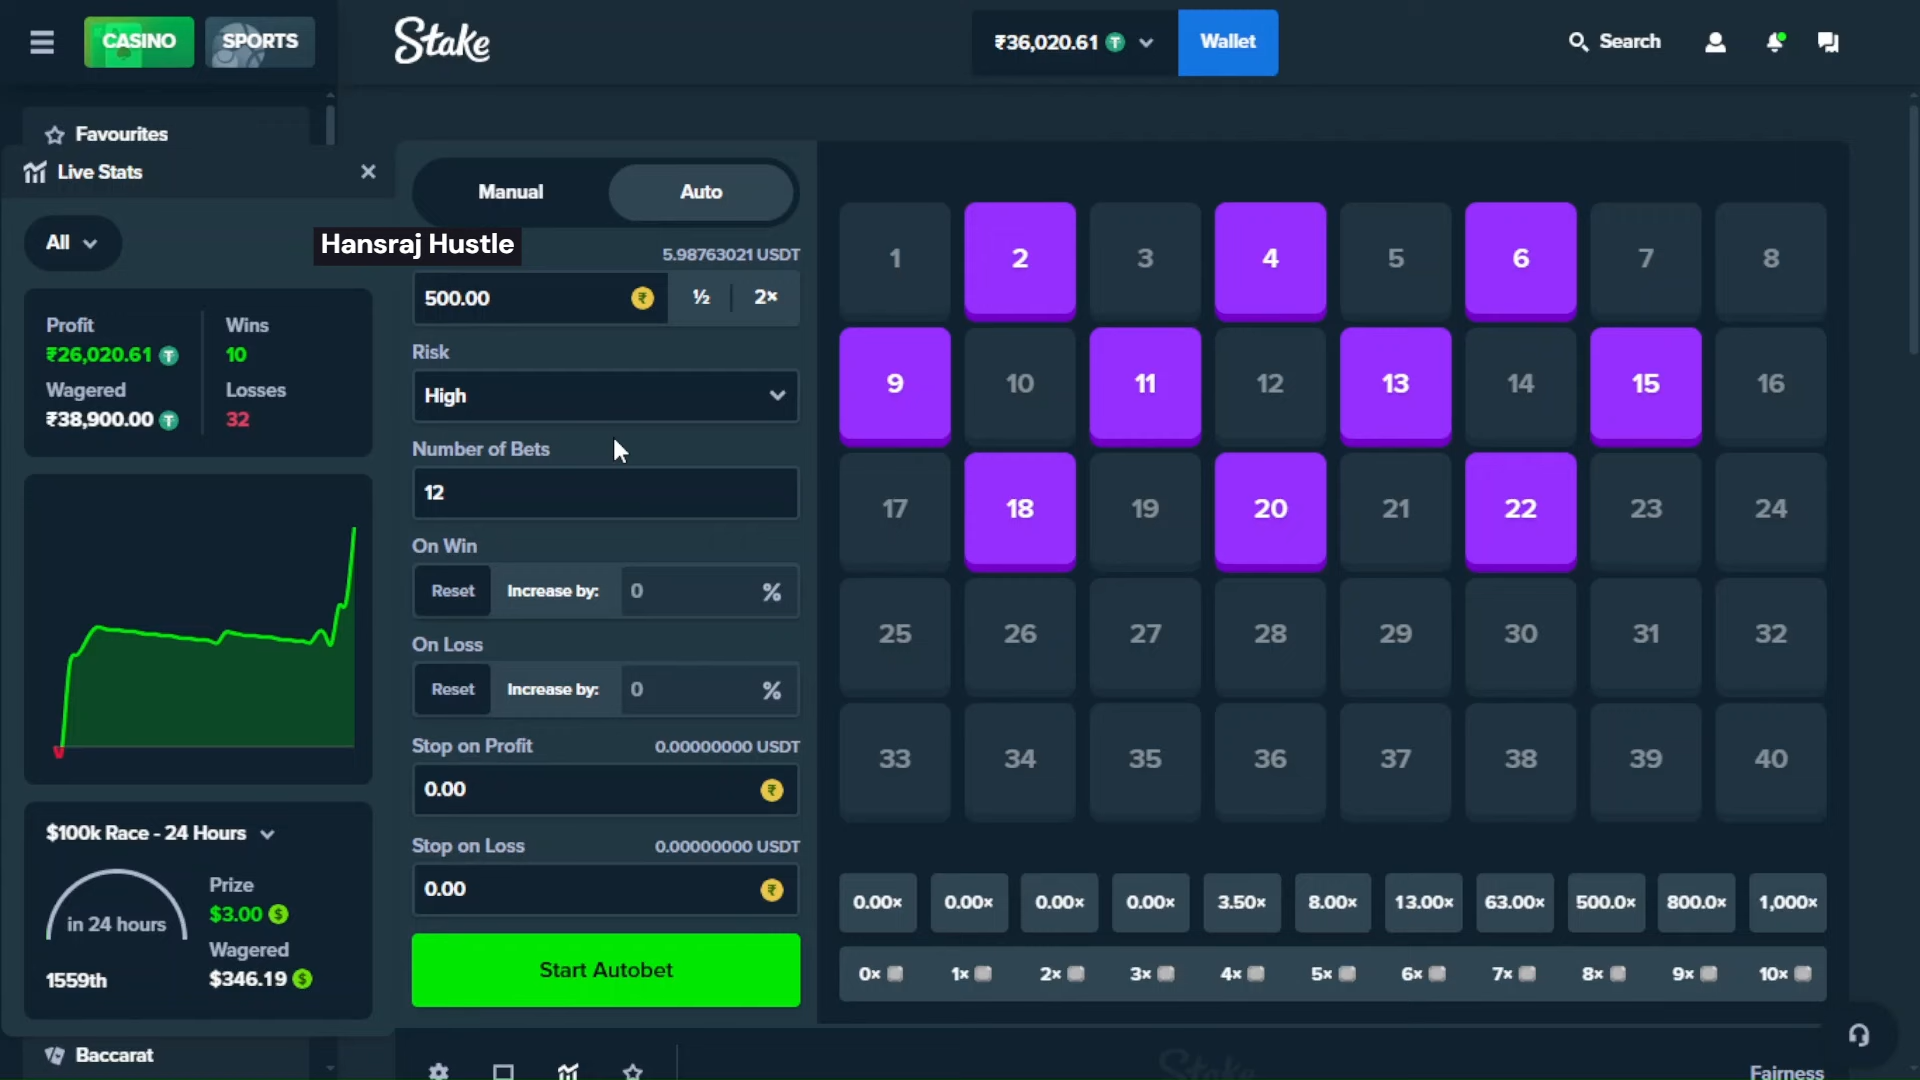 CASINO
SPORTS
Stake
₹36,020.61
Wallet
Search
Favourites
Live Stats
All
Profit
₹26,020.61
Wins
10
Wagered
₹38,900.00
Losses
32
$100k Race - 24 Hours
in 24 hours
1559th
Prize
$3.00
Wagered
$346.19
Baccarat
Manual
Auto
Hansraj Hustle
5.98763021 USDT
500.00
½
2×
Risk
High
Number of Bets
12
On Win
Reset
Increase by:
0
%
On Loss
Reset
Increase by:
0
%
Stop on Profit
0.00000000 USDT
0.00
Stop on Loss
0.00000000 USDT
0.00
Start Autobet
1 2 3 4 5 6 7 8
9 10 11 12 13 14 15 16
17 18 19 20 21 22 23 24
25 26 27 28 29 30 31 32
33 34 35 36 37 38 39 40
0.00× 0.00× 0.00× 0.00× 3.50× 8.00× 13.00× 63.00× 500.0× 800.0× 1,000×
0× 1× 2× 3× 4× 5× 6× 7× 8× 9× 10×
Stake
Fairness